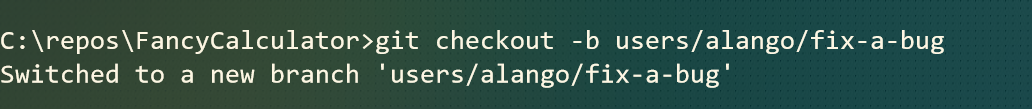 C:\repos\FancyCalculator>git checkout -b users/alango/fix-a-bug
Switched to a new branch 'users/alango/fix-a-bug'